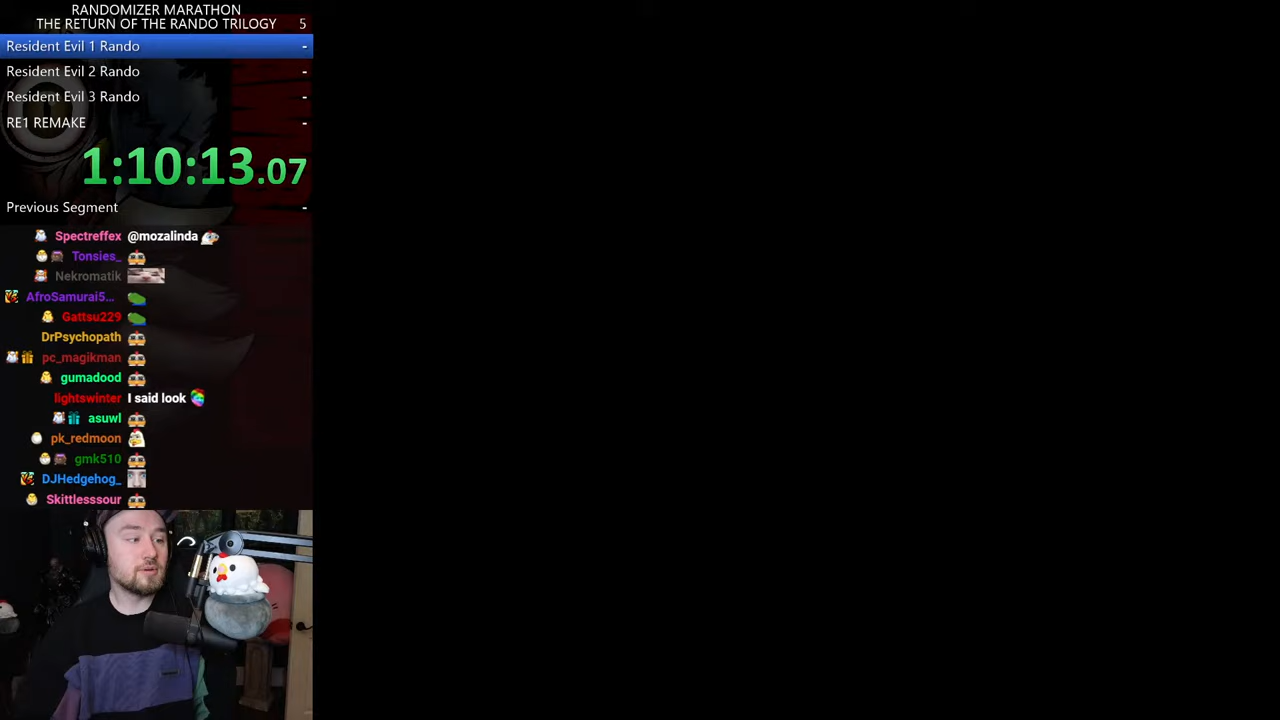 RANDOMIZER MARATHON
THE RETURN OF THE RANDO TRILOGY 5
Resident Evil 1 Rando -
Resident Evil 2 Rando -
Resident Evil 3 Rando -
RE1 REMAKE -
1:10:13.07
Previous Segment -
Spectreffex @mozalinda
Tonsies_
Nekromatik
AfroSamurai5...
Gattsu229
DrPsychopath
pc_magikman
gumadood
lightswinter I said look
asuwl
pk_redmoon
gmk510
DJHedgehog_
Skittlesssour